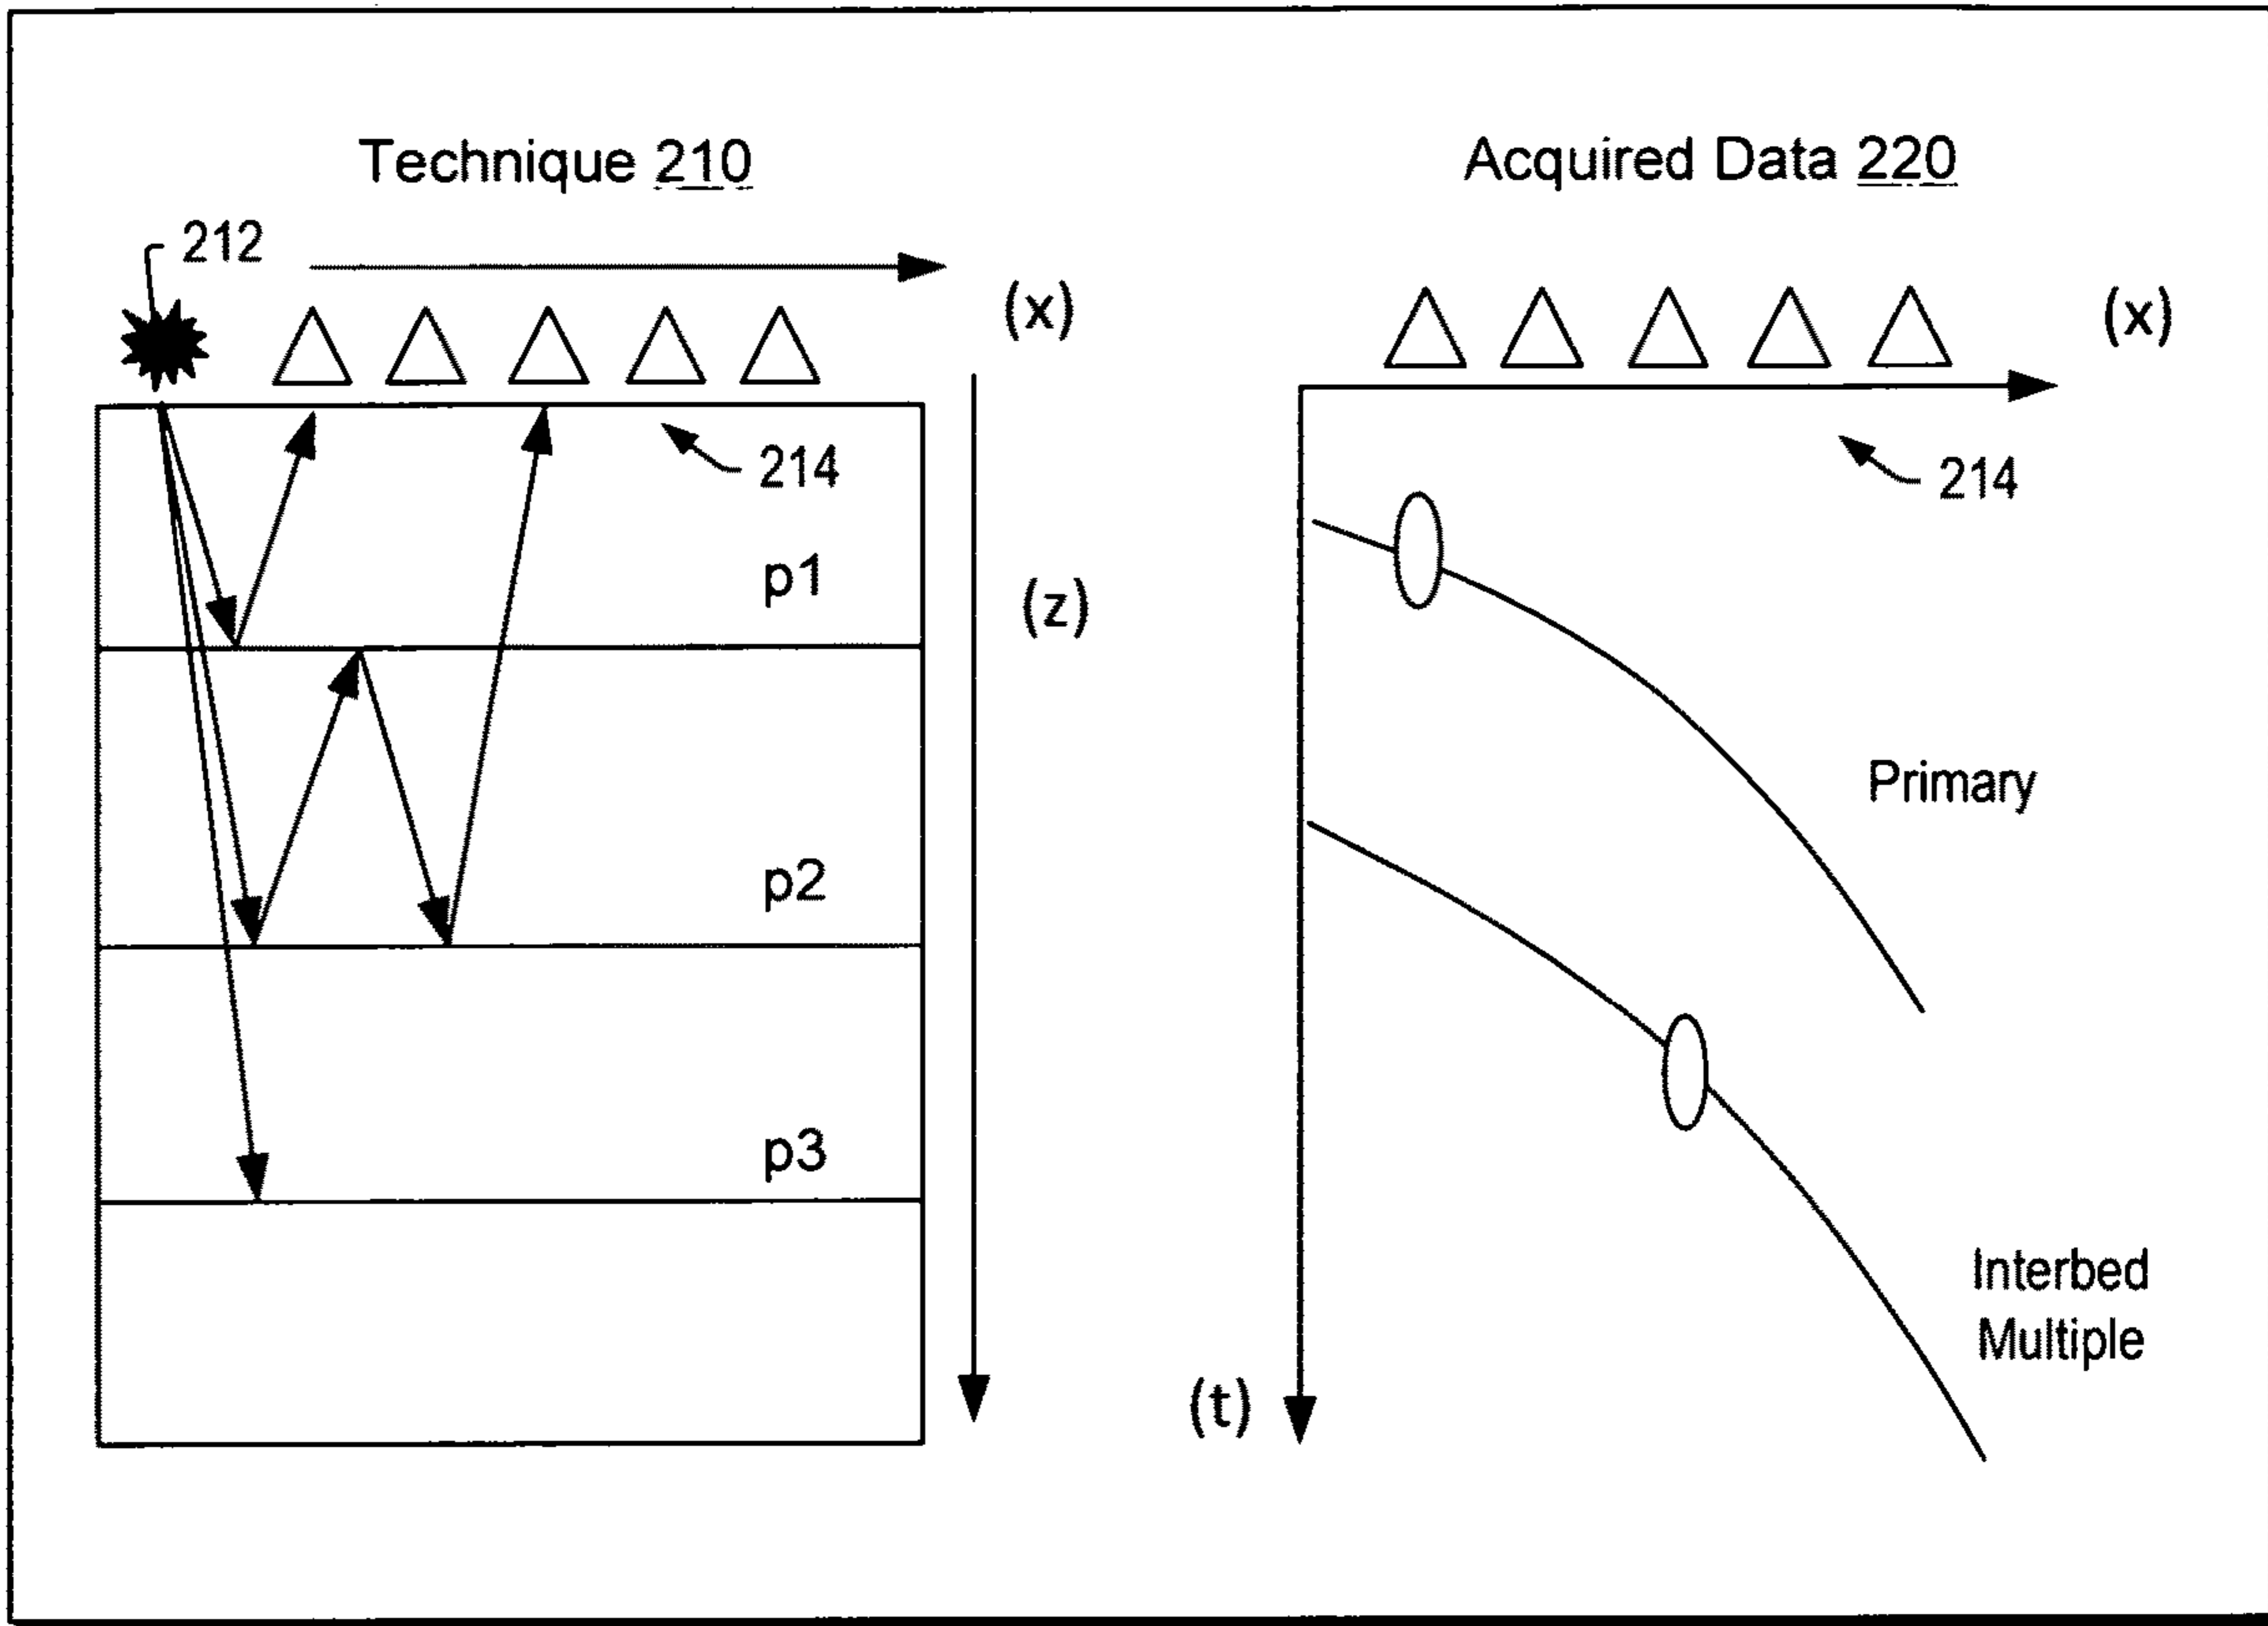 Technique 210
212
(x)
214
p1
(z)
p2
p3
Acquired Data 220
(x)
214
Primary
Interbed
Multiple
(t)